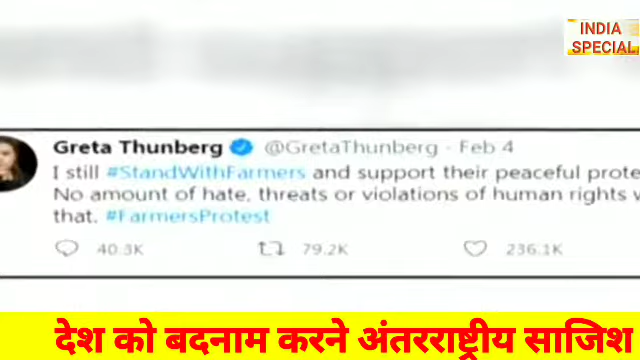 INDIA
SPECIAL
Greta Thunberg @GretaThunberg · Feb 4
I still #StandWithFarmers and support their peaceful prote
No amount of hate, threats or violations of human rights w
that. #FarmersProtest
40.3K 79.2K 236.1K
देश को बदनाम करने अंतरराष्ट्रीय साजिश